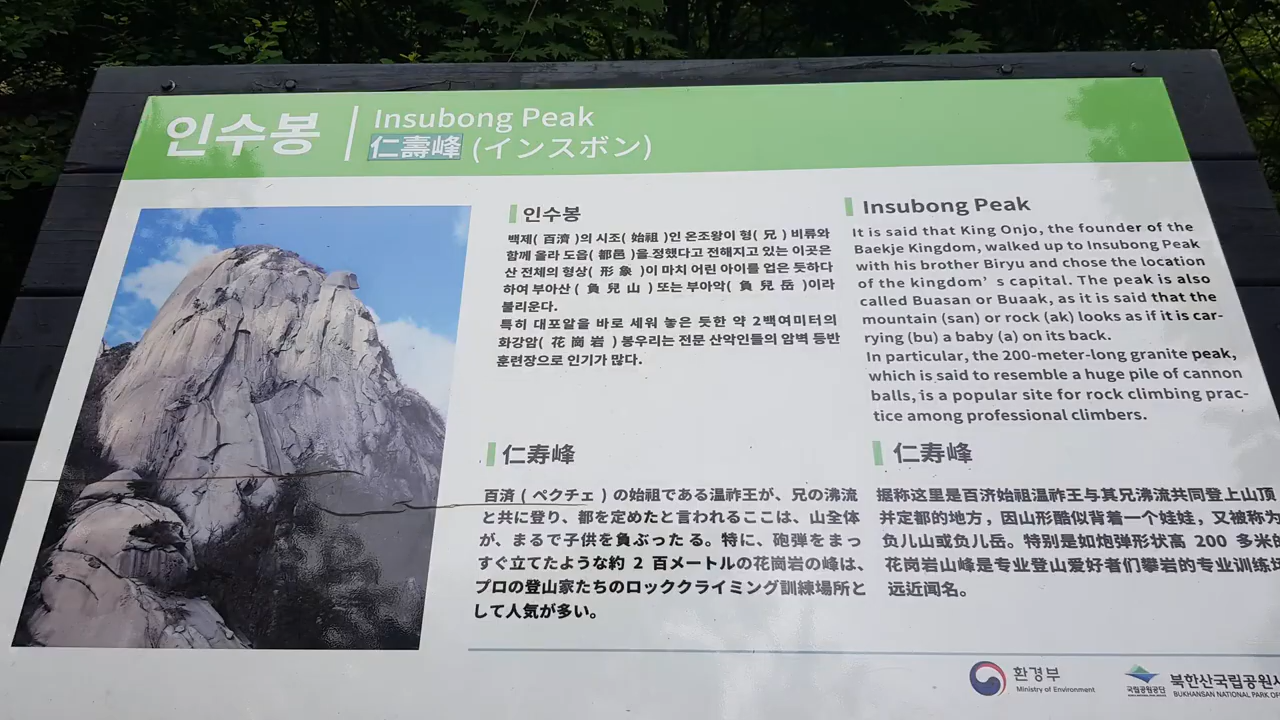 인수봉
Insubong Peak
仁壽峰 (インスボン)
인수봉
백제( 百濟 )의 시조( 始祖 )인 온조왕이 형( 兄 ) 비류와
함께 올라 도읍( 都邑 )을 정했다고 전해지고 있는 이곳은
산 전체의 형상( 形 象 )이 마치 어린 아이를 업은 듯하다
하여 부아산 ( 負 兒 山 ) 또는 부아악( 負 兒 岳 )이라
불리운다.
특히 대포알을 바로 세워 놓은 듯한 약 2백여미터의
화강암( 花 崗 岩 ) 봉우리는 전문 산악인들의 암벽 등반
훈련장으로 인기가 많다.
Insubong Peak
It is said that King Onjo, the founder of the
Baekje Kingdom, walked up to Insubong Peak
with his brother Biryu and chose the location
of the kingdom' s capital. The peak is also
called Buasan or Buaak, as it is said that the
mountain (san) or rock (ak) looks as if it is car-
rying (bu) a baby (a) on its back.
In particular, the 200-meter-long granite peak,
which is said to resemble a huge pile of cannon
balls, is a popular site for rock climbing prac-
tice among professional climbers.
仁寿峰
百済 ( ペクチェ ) の始祖である温祚王が、兄の沸流
と共に登り、都を定めたと言われるここは、山全体
が、まるで子供を負ぶったる。特に、砲弾をまっ
すぐ立てたような約 2 百メートルの花崗岩の峰は、
プロの登山家たちのロッククライミング訓練場所と
して人気が多い。
仁寿峰
据称这里是百济始祖温祚王与其兄沸流共同登上山顶
并定都的地方，因山形酷似背着一个娃娃，又被称为
负儿山或负儿岳。特别是如炮弹形状高 200 多米的
花岗岩山峰是专业登山爱好者们攀岩的专业训练场
远近闻名。
환경부
Ministry of Environment
국립공원공단
북한산국립공원사
BUKHANSAN NATIONAL PARK OF